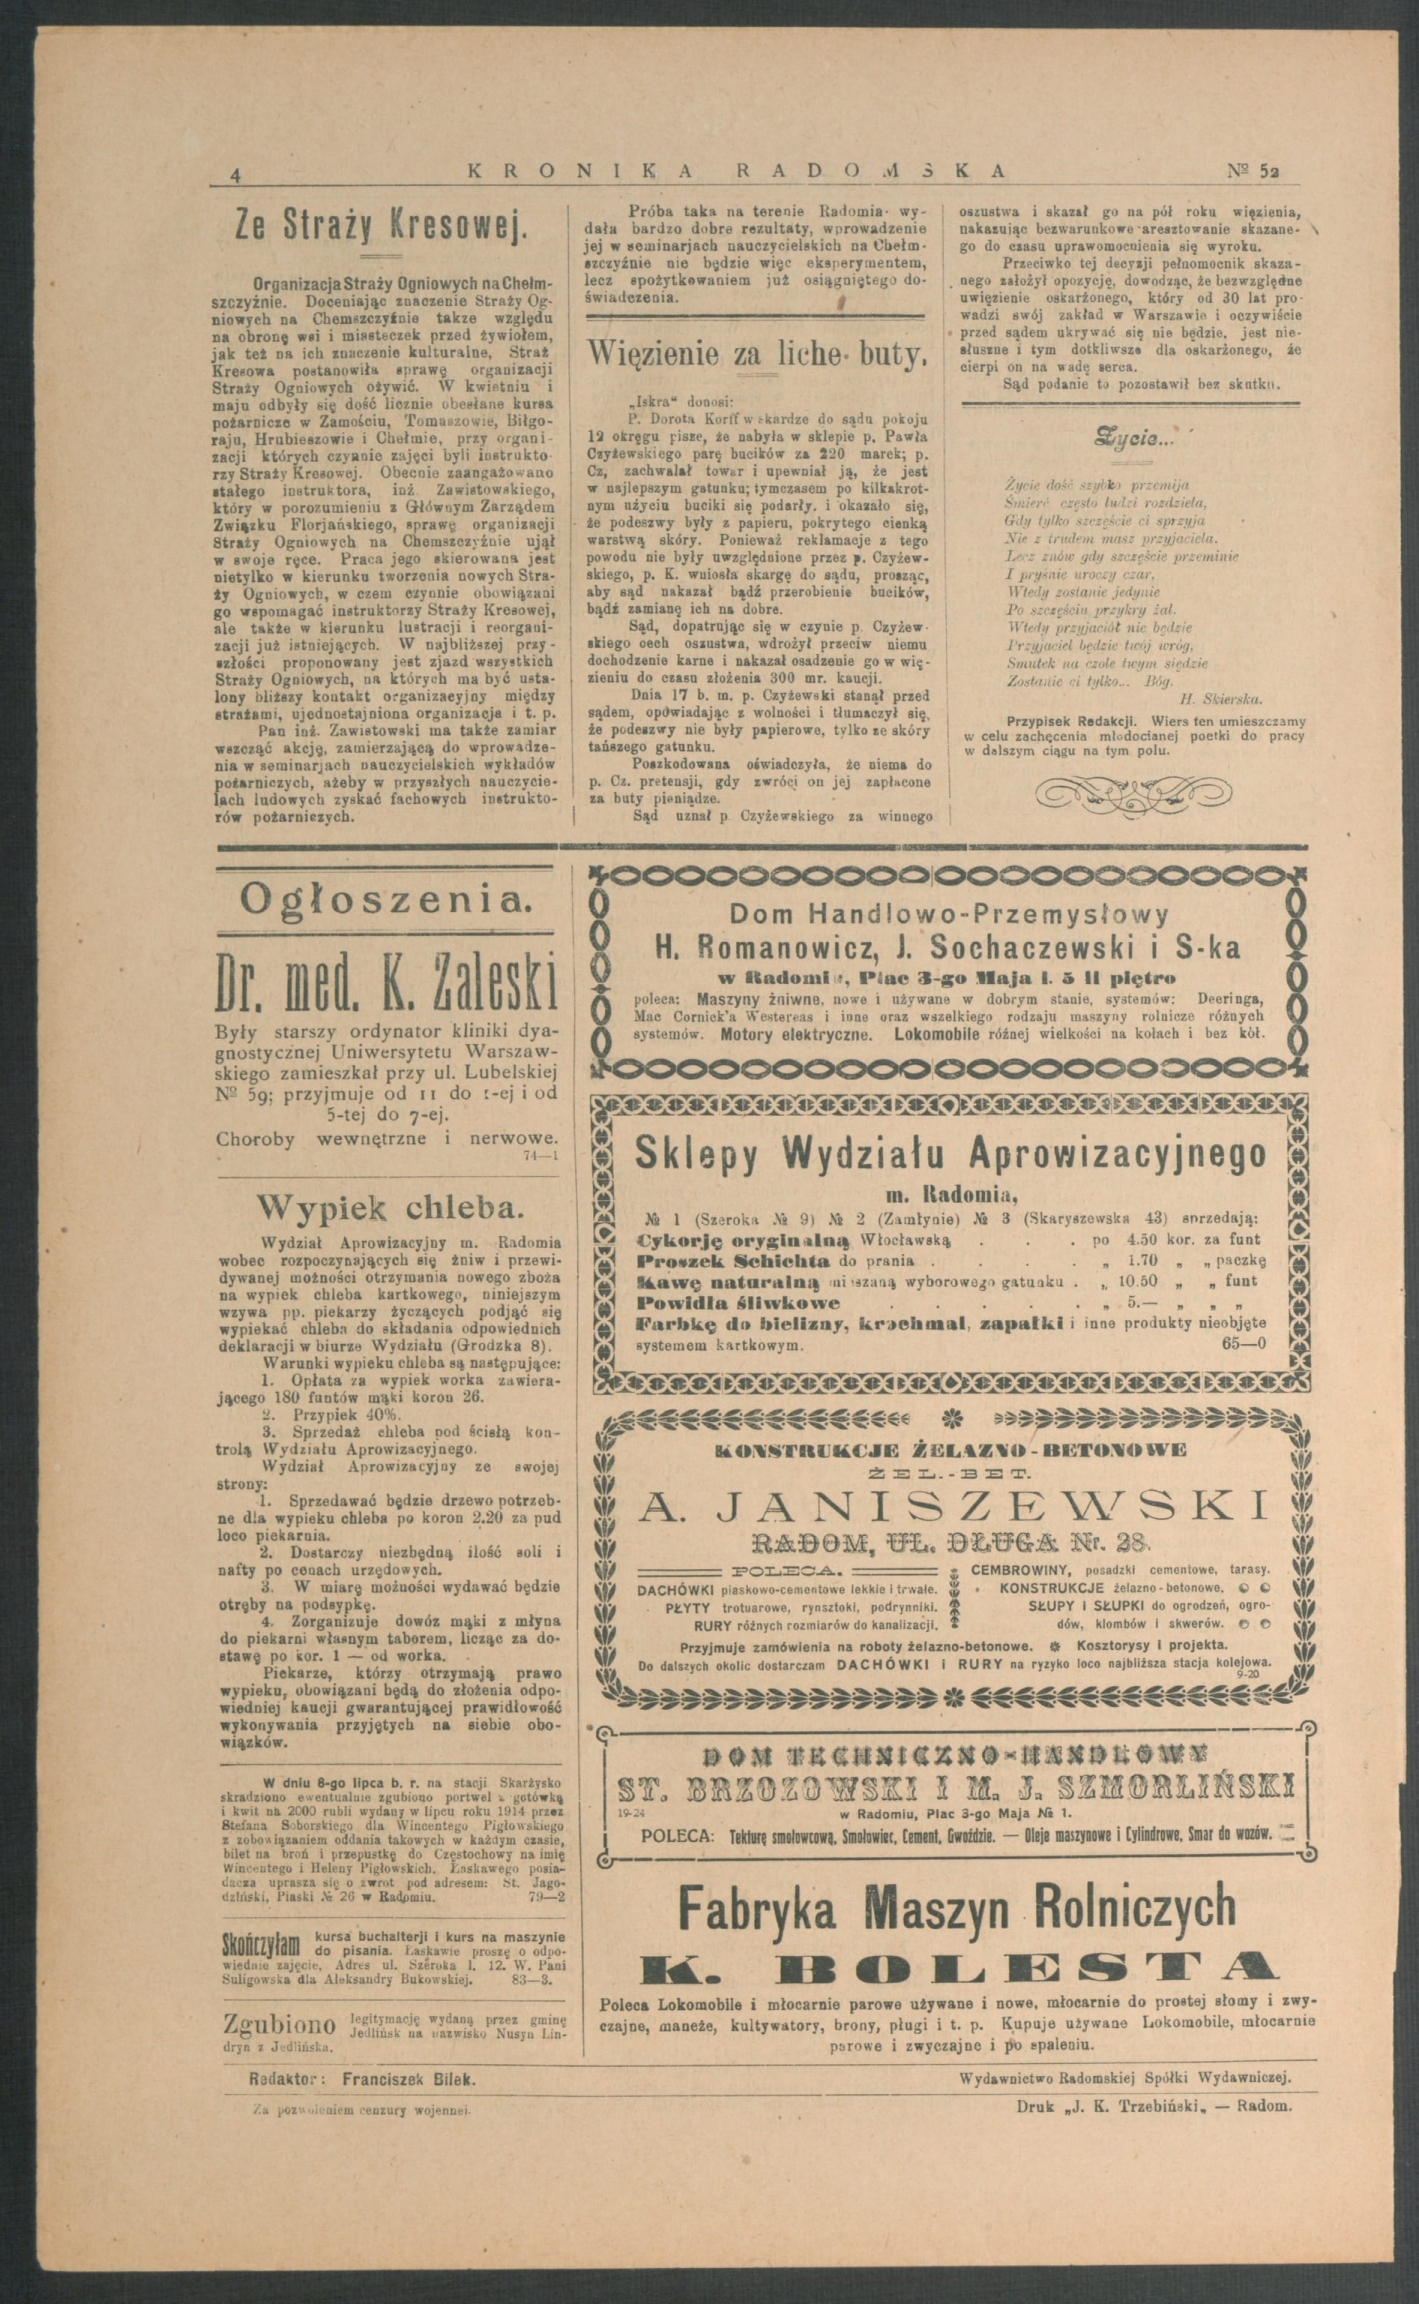 4
KRONIKA RADOMSKA
№ 52
Ze Straży Kresowej.
Organizacja Straży Ogniowych na Chełm-
szczyźnie. Doceniając znaczenie Straży Og-
niowych na Chemszczyźnie takze względu
na obronę wsi i miasteczek przed żywiołem,
jak też na ich znaczenie kulturalne, Straż
Kresowa postanowiła sprawę organizacji
Straży Ogniowych ożywić. W kwietniu i
maju odbyły się dość licznie obesłane kursa
pożarnicze w Zamościu, Tomaszowie, Biłgo-
raju, Hrubieszowie i Chełmie, przy organi-
zacji których czynnie zajęci byli instrukto-
rzy Straży Kresowej. Obecnie zaangażowano
stałego instruktora, inż. Zawistowskiego,
który w porozumieniu z Głównym Zarządem
Związku Florjańskiego, sprawę organizacji
Straży Ogniowych na Chemszczyźnie ujął
w swoje ręce. Praca jego skierowana jest
nietylko w kierunku tworzenia nowych Stra-
ży Ogniowych, w czem czynnie obowiązani
go wspomagać instruktorzy Straży Kresowej,
ale także w kierunku lustracji i reorgani-
zacji już istniejących. W najbliższej przy-
szłości proponowany jest zjazd wszystkich
Straży Ogniowych, na których ma być usta-
lony bliższy kontakt organizacyjny między
strażami, ujednostajniona organizacja i t. p.
Pan inż. Zawistowski ma także zamiar
wszcząć akcję, zamierzającą do wprowadze-
nia w seminarjach nauczycielskich wykładów
pożarniczych, ażeby w przyszłych nauczycie-
lach ludowych zyskać fachowych instrukto-
rów pożarniczych.
Próba taka na terenie Radomia wy-
dała bardzo dobre rezultaty, wprowadzenie
jej w seminarjach nauczycielskich na Chełm-
szczyźnie nie będzie więc eksperymentem,
lecz spożytkowaniem już osiągniętego do-
świadczenia.
Więzienie za liche buty.
„Iskra“ donosi:
P. Dorota Korff w skardze do sądu pokoju
12 okręgu pisze, że nabyła w sklepie p. Pawła
Czyżewskiego parę bucików za 220 marek; p.
Cz, zachwalał towar i upewniał ją, że jest
w najlepszym gatunku; tymczasem po kilkakrot-
nym użyciu buciki się podarły, i okazało się,
że podeszwy były z papieru, pokrytego cienką
warstwą skóry. Ponieważ reklamacje z tego
powodu nie były uwzględnione przez p. Czyżew-
skiego, p. K. wniosła skargę do sądu, prosząc,
aby sąd nakazał bądź przerobienie bucików,
bądź zamianę ich na dobre.
Sąd, dopatrując się w czynie p. Czyżew-
skiego cech oszustwa, wdrożył przeciw niemu
dochodzenie karne i nakazał osadzenie go w wię-
zieniu do czasu złożenia 300 mr. kaucji.
Dnia 17 b. m. p. Czyżewski stanął przed
sądem, opowiadając z wolności i tłumaczył się,
że podeszwy nie były papierowe, tylko ze skóry
tańszego gatunku.
Poszkodowana oświadczyła, że niema do
p. Cz. pretensji, gdy zwróci on jej zapłacone
za buty pieniądze.
Sąd uznał p. Czyżewskiego za winnego
oszustwa i skazał go na pół roku więzienia,
nakazując bezwarunkowe aresztowanie skazane-
go do czasu uprawomocnienia się wyroku.
Przeciwko tej decyzji pełnomocnik skaza-
nego założył opozycję, dowodząc, że bezwzględne
uwięzienie oskarżonego, który od 30 lat pro-
wadzi swój zakład w Warszawie i oczywiście
przed sądem ukrywać się nie będzie, jest nie-
słuszne i tym dotkliwsze dla oskarżonego, że
cierpi on na wadę serca.
Sąd podanie to pozostawił bez skutku.
Życie...
Życie dość szybko przemija
Śmierć często ludzi rozdziela,
Gdy tylko szczęście ci sprzyja
Nie z trudem masz przyjaciela.
Lecz znów gdy szczęście przeminie
I pryśnie uroczy czar,
Wtedy zostanie jedynie
Po szczęściu przykry żal.
Wtedy przyjaciół nie będzie
Przyjaciel będzie twój wróg,
Smutek na czole twym siędzie
Zostanie ci tylko... Bóg.
H. Skierska.
Przypisek Redakcji. Wiers ten umieszczamy
w celu zachęcenia młodocianej poetki do pracy
w dalszym ciągu na tym polu.
Ogłoszenia.
Dr. med. K. Zaleski
Były starszy ordynator kliniki dya-
gnostycznej Uniwersytetu Warszaw-
skiego zamieszkał przy ul. Lubelskiej
№ 59; przyjmuje od 11 do 1-ej i od
5-tej do 7-ej.
Choroby wewnętrzne i nerwowe.
74—1
Wypiek chleba.
Wydział Aprowizacyjny m. Radomia
wobec rozpoczynających się żniw i przewi-
dywanej możności otrzymania nowego zboża
na wypiek chleba kartkowego, niniejszym
wzywa pp. piekarzy życzących podjąć się
wypiekać chleba do składania odpowiednich
deklaracji w biurze Wydziału (Grodzka 8).
Warunki wypieku chleba są następujące:
1. Opłata za wypiek worka zawiera-
jącego 180 funtów mąki koron 26.
2. Przypiek 40%.
3. Sprzedaż chleba pod ścisłą kon-
trolą Wydziału Aprowizacyjnego.
Wydział Aprowizacyjny ze swojej
strony:
1. Sprzedawać będzie drzewo potrzeb-
ne dla wypieku chleba po koron 2.20 za pud
loco piekarnia.
2. Dostarczy niezbędną ilość soli i
nafty po cenach urzędowych.
3. W miarę możności wydawać będzie
otręby na podsypkę.
4. Zorganizuje dowóz mąki z młyna
do piekarni własnym taborem, licząc za do-
stawę po kor. 1 — od worka.
Piekarze, którzy otrzymają prawo
wypieku, obowiązani będą do złożenia odpo-
wiedniej kaucji gwarantującej prawidłowość
wykonywania przyjętych na siebie obo-
wiązków.
W dniu 8-go lipca b. r. na stacji Skarżysko
skradziono ewentualnie zgubiono portwel z gotówką
i kwit na 2000 rubli wydany w lipcu roku 1914 przez
Stefana Soborskiego dla Wincentego Pigłowskiego
z zobowiązaniem oddania takowych w każdym czasie,
bilet na broń i przepustkę do Częstochowy na imię
Wincentego i Heleny Pigłowskich. Łaskawego posia-
dacza uprasza się o zwrot pod adresem: St. Jago-
dziński, Piaski № 26 w Radomiu. 79—2
Skończyłam kursa buchalterji i kurs na maszynie
do pisania. Łaskawie proszę o odpo-
wiednie zajęcie, Adres ul. Szeroka l. 12. W. Pani
Suligowska dla Aleksandry Bukowskiej. 83—3.
Zgubiono legitymację wydaną przez gminę
Jedlińsk na nazwisko Nusyn Lin-
dryn z Jedlińska.
Dom Handlowo-Przemysłowy
H. Romanowicz, J. Sochaczewski i S-ka
w Radomiu, Plac 3-go Maja l. 5 II piętro
poleca: Maszyny żniwne, nowe i używane w dobrym stanie, systemów: Deeringa,
Mac Cornick'a Westereas i inne oraz wszelkiego rodzaju maszyny rolnicze różnych
systemów. Motory elektryczne. Lokomobile różnej wielkości na kołach i bez kół.
Sklepy Wydziału Aprowizacyjnego
m. Radomia,
№ 1 (Szeroka № 9) № 2 (Zamłynie) № 3 (Skaryszewska 43) sprzedają:
Cykorję oryginalną Włocławską . . . po 4.50 kor. za funt
Proszek Schichta do prania . . . . . „ 1.70 „ „ paczkę
Kawę naturalną mieszaną wyborowego gatunku . „ 10.50 „ „ funt
Powidła śliwkowe . . . . . „ 5.— „ „ „
Farbkę do bielizny, krochmal, zapałki i inne produkty nieobjęte
systemem kartkowym. 65—0
KONSTRUKCJE ŻELAZNO-BETONOWE
ŻEL.-BET.
A. JANISZEWSKI
RADOM, UL. DŁUGA Nr. 28.
POLECA.
DACHÓWKI piaskowo-cementowe lekkie i trwałe.
PŁYTY trotuarowe, rynsztoki, podrynniki.
RURY różnych rozmiarów do kanalizacji.
CEMBROWINY, posadzki cementowe, tarasy.
KONSTRUKCJE żelazno-betonowe.
SŁUPY i SŁUPKI do ogrodzeń, ogro-
dów, klombów i skwerów.
Przyjmuje zamówienia na roboty żelazno-betonowe. Kosztorysy i projekta.
Do dalszych okolic dostarczam DACHÓWKI i RURY na ryzyko loco najbliższa stacja kolejowa.
9-20
DOM TECHNICZNO-HANDLOWY
ST. BRZOZOWSKI I M. J. SZMORLIŃSKI
19-24
w Radomiu, Plac 3-go Maja № 1.
POLECA: Tekturę smołowcową, Smołowiec, Cement, Gwoździe. — Oleje maszynowe i Cylindrowe, Smar do wozów.
Fabryka Maszyn Rolniczych
K. BOLESTA
Poleca Lokomobile i młocarnie parowe używane i nowe, młocarnie do prostej słomy i zwy-
czajne, maneże, kultywatory, brony, pługi i t. p. Kupuje używane Lokomobile, młocarnie
parowe i zwyczajne i po spaleniu.
Redaktor: Franciszek Bilek.
Wydawnictwo Radomskiej Spółki Wydawniczej.
Za pozwoleniem cenzury wojennej.
Druk „J. K. Trzebiński„ — Radom.